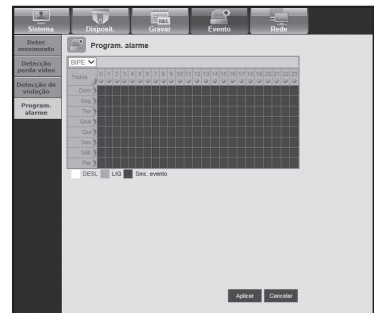 Sistema Disposit. Gravar Evento Rede
Detec
movimento
Detecção
perda vídeo
Detecção de
violação
Program.
alarme
Program. alarme
BIPE
Todos 0 1 2 3 4 5 6 7 8 9 10 11 12 13 14 15 16 17 18 19 20 21 22 23
Dom
Seg
Ter
Qua
Qui
Sex
Sáb
Fer
DESL LIG Sinc. evento
Aplicar Cancelar